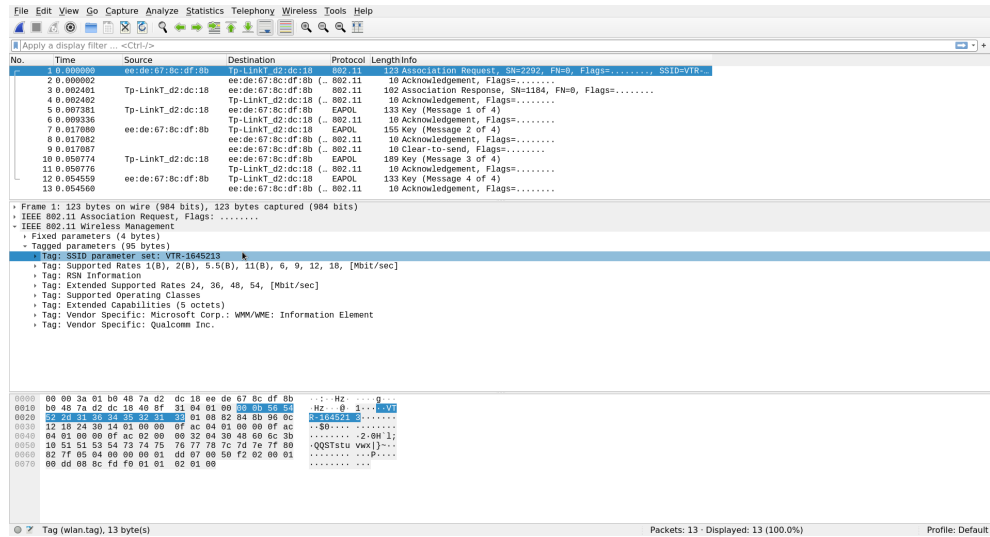 File Edit View Go Capture Analyze Statistics Telephony Wireless Tools Help
Apply a display filter ... <Ctrl-/>
No. Time Source Destination Protocol Length Info
1 0.000000 ee:de:67:8c:df:8b Tp-LinkT_d2:dc:18 802.11 123 Association Request, SN=2292, FN=0, Flags=........, SSID=VTR-…
2 0.000002 ee:de:67:8c:df:8b (… 802.11 10 Acknowledgement, Flags=........
3 0.002401 Tp-LinkT_d2:dc:18 ee:de:67:8c:df:8b 802.11 102 Association Response, SN=1184, FN=0, Flags=........
4 0.002402 Tp-LinkT_d2:dc:18 (… 802.11 10 Acknowledgement, Flags=........
5 0.007381 Tp-LinkT_d2:dc:18 ee:de:67:8c:df:8b EAPOL 133 Key (Message 1 of 4)
6 0.009336 Tp-LinkT_d2:dc:18 (… 802.11 10 Acknowledgement, Flags=........
7 0.017080 ee:de:67:8c:df:8b Tp-LinkT_d2:dc:18 EAPOL 155 Key (Message 2 of 4)
8 0.017082 ee:de:67:8c:df:8b (… 802.11 10 Acknowledgement, Flags=........
9 0.017087 ee:de:67:8c:df:8b (… 802.11 10 Clear-to-send, Flags=........
10 0.050774 Tp-LinkT_d2:dc:18 ee:de:67:8c:df:8b EAPOL 189 Key (Message 3 of 4)
11 0.050776 Tp-LinkT_d2:dc:18 (… 802.11 10 Acknowledgement, Flags=........
12 0.054559 ee:de:67:8c:df:8b Tp-LinkT_d2:dc:18 EAPOL 133 Key (Message 4 of 4)
13 0.054560 ee:de:67:8c:df:8b (… 802.11 10 Acknowledgement, Flags=........
Frame 1: 123 bytes on wire (984 bits), 123 bytes captured (984 bits)
IEEE 802.11 Association Request, Flags: ........
IEEE 802.11 Wireless Management
Fixed parameters (4 bytes)
Tagged parameters (95 bytes)
Tag: SSID parameter set: VTR-1645213
Tag: Supported Rates 1(B), 2(B), 5.5(B), 11(B), 6, 9, 12, 18, [Mbit/sec]
Tag: RSN Information
Tag: Extended Supported Rates 24, 36, 48, 54, [Mbit/sec]
Tag: Supported Operating Classes
Tag: Extended Capabilities (5 octets)
Tag: Vendor Specific: Microsoft Corp.: WMM/WME: Information Element
Tag: Vendor Specific: Qualcomm Inc.
0000 00 00 3a 01 b0 48 7a d2 dc 18 ee de 67 8c df 8b ··:··Hz· ····g···
0010 b0 48 7a d2 dc 18 40 8f 31 04 01 00 00 0b 56 54 ·Hz···@· 1·····VT
0020 52 2d 31 36 34 35 32 31 33 01 08 82 84 8b 96 0c R-164521 3·······
0030 12 18 24 30 14 01 00 00 0f ac 04 01 00 00 0f ac ··$0···· ········
0040 04 01 00 00 0f ac 02 00 00 32 04 30 48 60 6c 3b ········ ·2·0H`l;
0050 10 51 51 53 54 73 74 75 76 77 78 7c 7d 7e 7f 80 ·QQSTstu vwx|}~··
0060 82 7f 05 04 00 00 00 01 dd 07 00 50 f2 02 00 01 ········ ···P····
0070 00 dd 08 8c fd f0 01 01 02 01 00 ········ ···
Tag (wlan.tag), 13 byte(s) Packets: 13 · Displayed: 13 (100.0%) Profile: Default